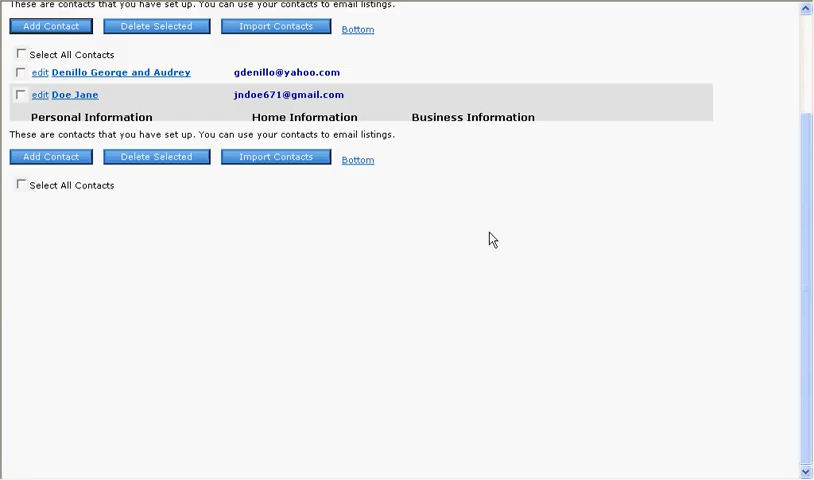 These are contacts that you have set up. You can use your contacts to email listings.
Add Contact Delete Selected Import Contacts Bottom
Select All Contacts
edit Denillo George and Audrey gdenillo@yahoo.com
edit Doe Jane jndoe671@gmail.com
Personal Information Home Information Business Information
These are contacts that you have set up. You can use your contacts to email listings.
Add Contact Delete Selected Import Contacts Bottom
Select All Contacts